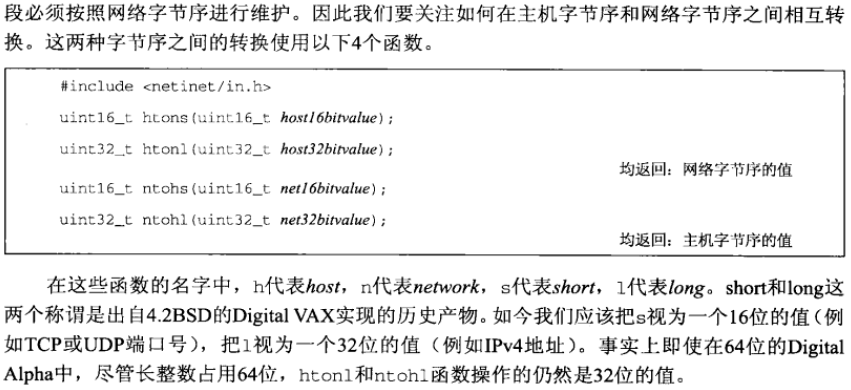 段必须按照网络字节序进行维护。因此我们要关注如何在主机字节序和网络字节序之间相互转
换。这两种字节序之间的转换使用以下4个函数。
#include <netinet/in.h>
uint16_t htons(uint16_t host16bitvalue);
uint32_t htonl(uint32_t host32bitvalue);
均返回：网络字节序的值
uint16_t ntohs(uint16_t net16bitvalue);
uint32_t ntohl(uint32_t net32bitvalue);
均返回：主机字节序的值
在这些函数的名字中，h代表host，n代表network，s代表short，l代表long。short和long这
两个称谓是出自4.2BSD的Digital VAX实现的历史产物。如今我们应该把s视为一个16位的值（例
如TCP或UDP端口号），把l视为一个32位的值（例如IPv4地址）。事实上即使在64位的Digital
Alpha中，尽管长整数占用64位，htonl和ntohl函数操作的仍然是32位的值。